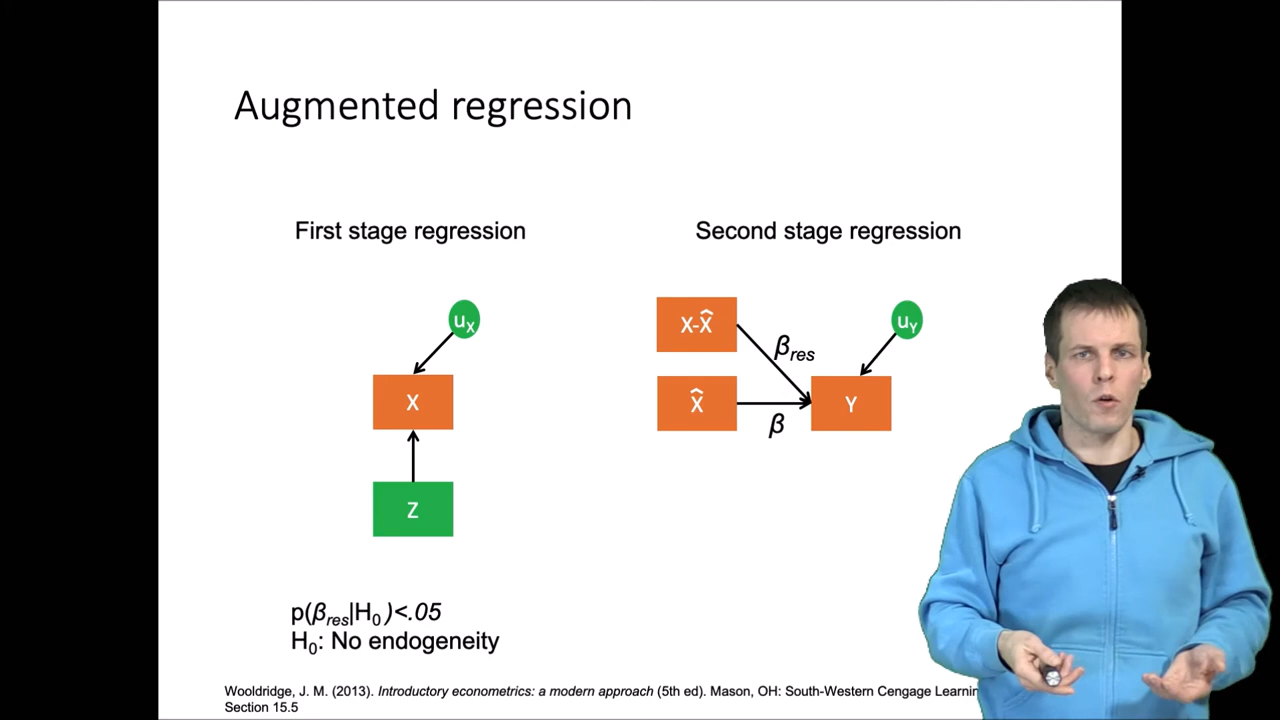 Augmented regression
First stage regression
Second stage regression
uX
X
Z
X-X̂
βres
uY
X̂
β
Y
p(βres|H0)<.05
H0: No endogeneity
Wooldridge, J. M. (2013). Introductory econometrics: a modern approach (5th ed). Mason, OH: South-Western Cengage Learnin
Section 15.5